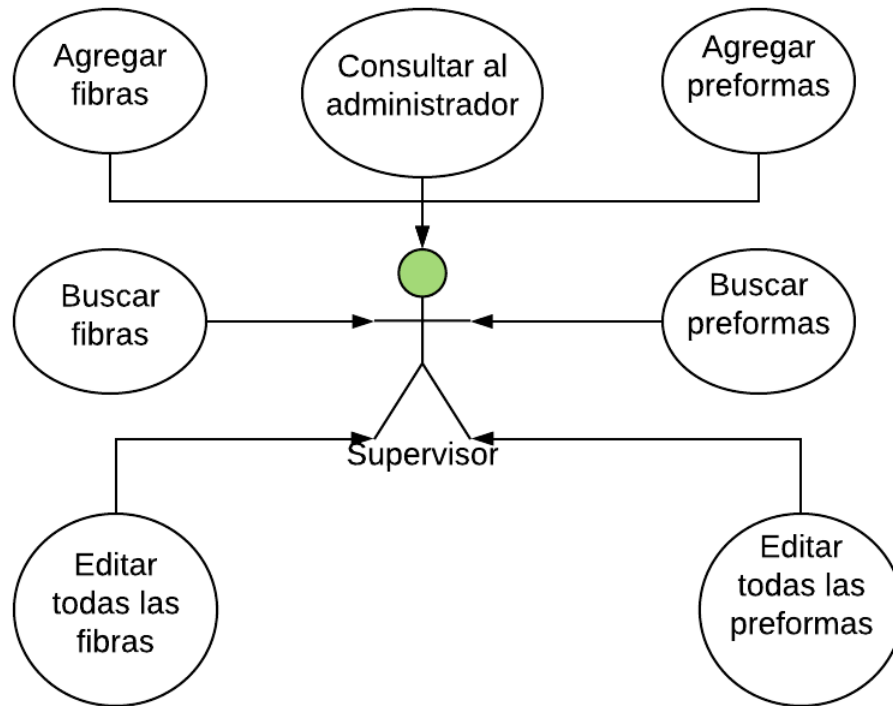 Agregar
fibras
Consultar al
administrador
Agregar
preformas
Buscar
fibras
Buscar
preformas
Supervisor
Editar
todas las
fibras
Editar
todas las
preformas